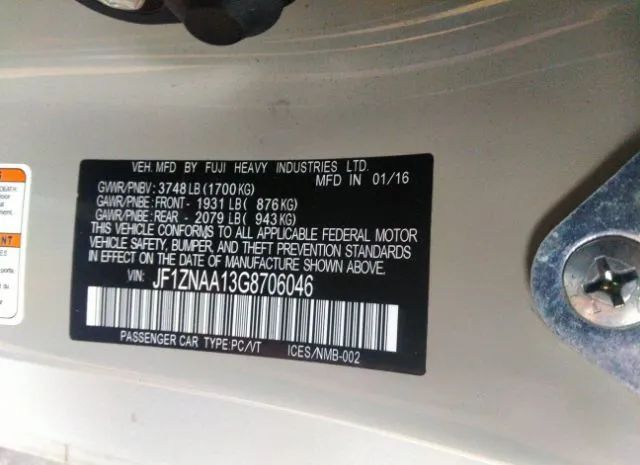 VEH. MFD BY FUJI HEAVY INDUSTRIES LTD.
GVWR/PNBV: 3748 LB (1700 KG) MFD IN 01/16
GAWR/PNBE: FRONT - 1931 LB ( 876 KG)
GAWR/PNBE: REAR - 2079 LB ( 943 KG)
THIS VEHICLE CONFORMS TO ALL APPLICABLE FEDERAL MOTOR
VEHICLE SAFETY, BUMPER, AND THEFT PREVENTION STANDARDS
IN EFFECT ON THE DATE OF MANUFACTURE SHOWN ABOVE.
VIN: JF1ZNAA13G8706046
PASSENGER CAR TYPE:PC/VT ICES/NMB-002